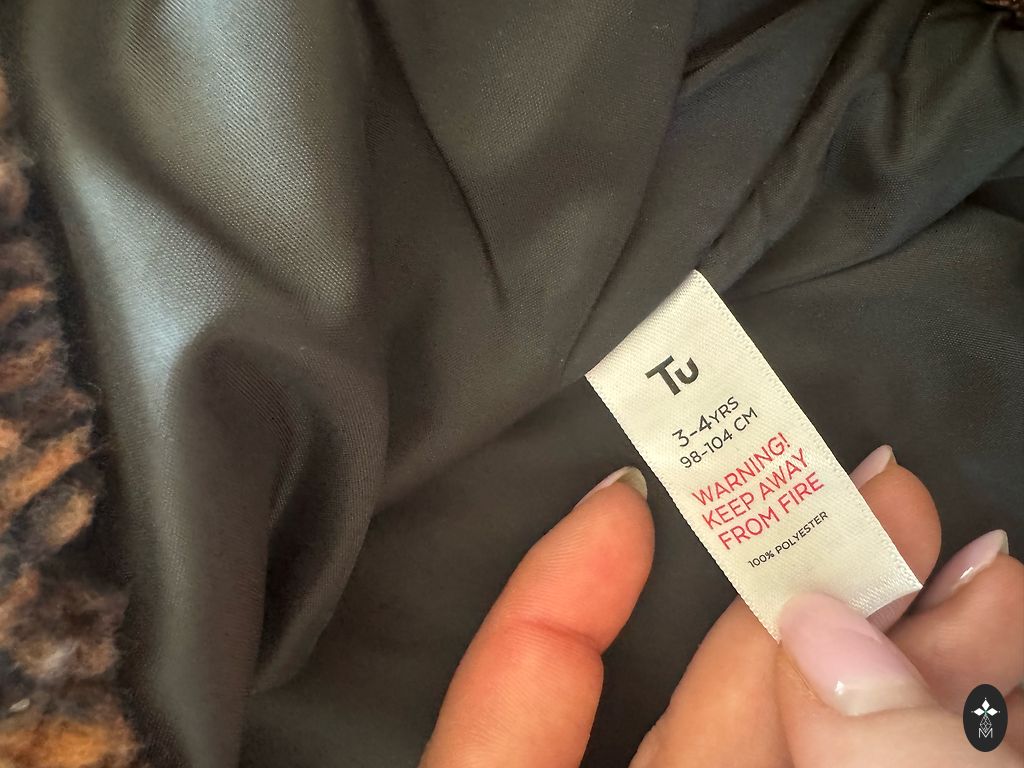 Tu
3-4YRS
98-104 CM
WARNING!
KEEP AWAY
FROM FIRE
100% POLYESTER
M